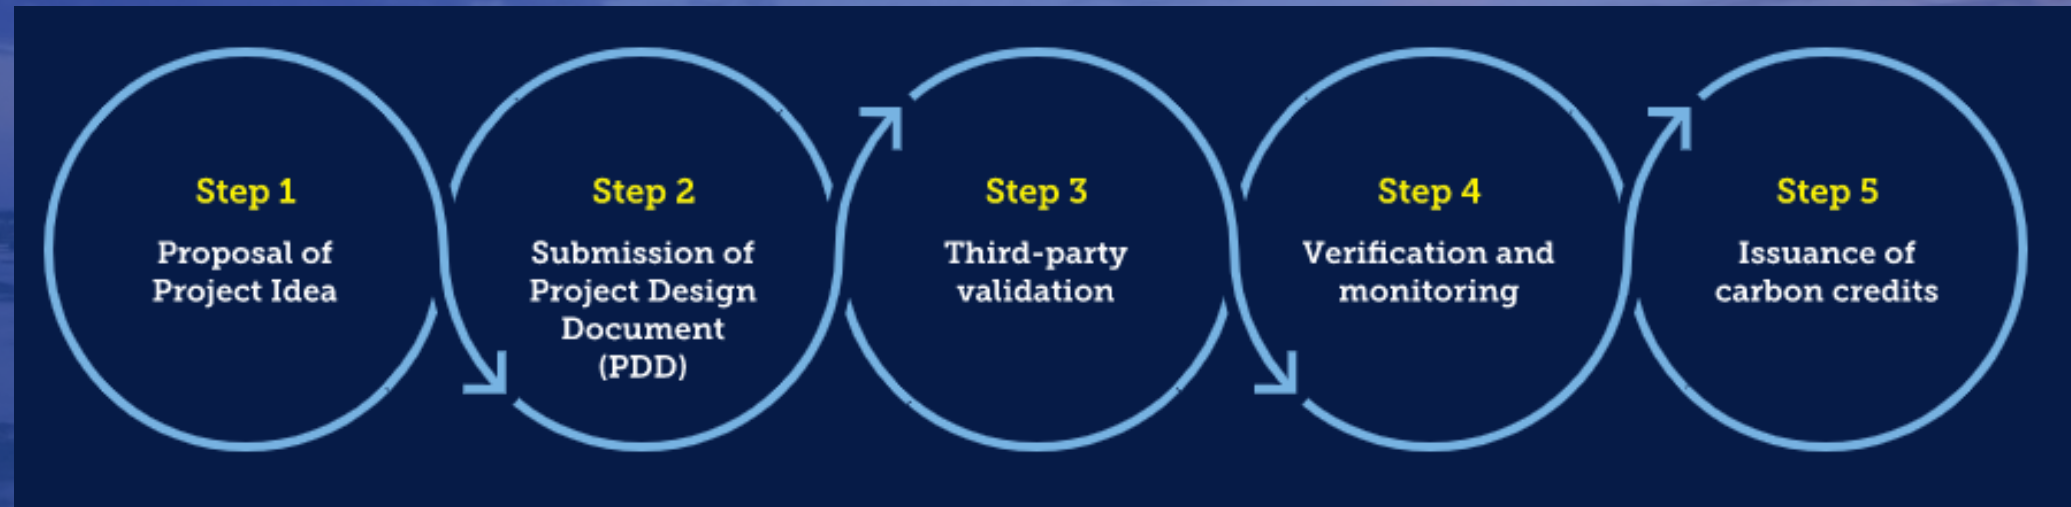 Step 1
Proposal of
Project Idea
Step 2
Submission of
Project Design
Document
(PDD)
Step 3
Third-party
validation
Step 4
Verification and
monitoring
Step 5
Issuance of
carbon credits